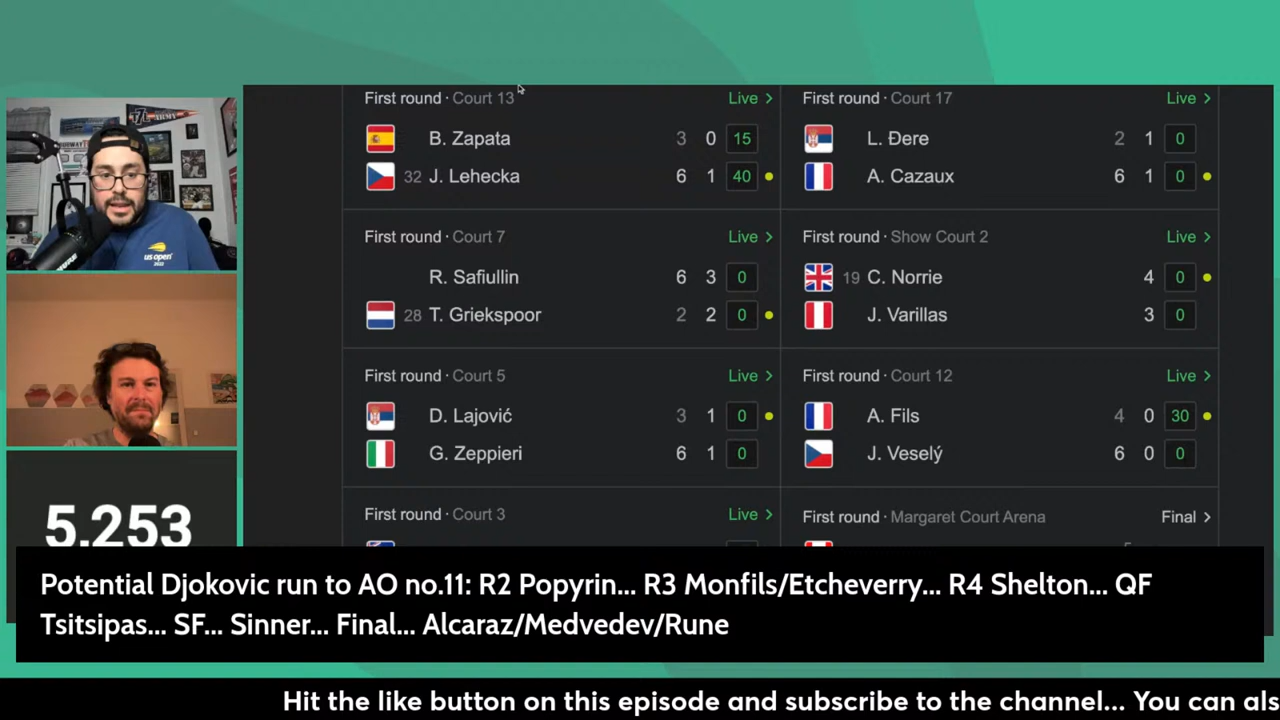 First round · Court 13
Live >
B. Zapata 3 0 15
32 J. Lehecka 6 1 40
First round · Court 17
Live >
L. Đere 2 1 0
A. Cazaux 6 1 0
First round · Court 7
Live >
R. Safiullin 6 3 0
28 T. Griekspoor 2 2 0
First round · Show Court 2
Live >
19 C. Norrie 4 0
J. Varillas 3 0
First round · Court 5
Live >
D. Lajović 3 1 0
G. Zeppieri 6 1 0
First round · Court 12
Live >
A. Fils 4 0 30
J. Veselý 6 0 0
First round · Court 3
Live >
First round · Margaret Court Arena
Final >
ARMY
us open
2022
SHURE
5,253
Potential Djokovic run to AO no.11: R2 Popyrin... R3 Monfils/Etcheverry... R4 Shelton... QF
Tsitsipas... SF... Sinner... Final... Alcaraz/Medvedev/Rune
Hit the like button on this episode and subscribe to the channel... You can als